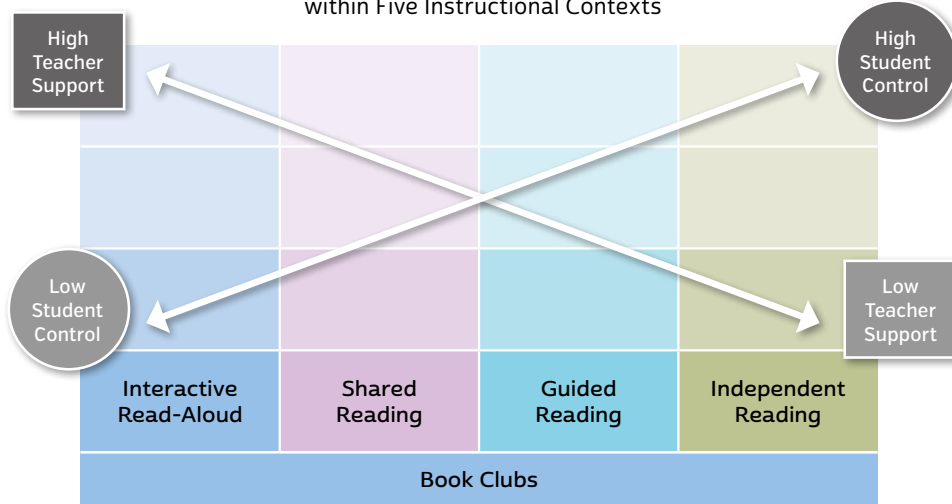 within Five Instructional Contexts
High
Teacher
Support
High
Student
Control
Low
Student
Control
Low
Teacher
Support
Interactive
Read-Aloud
Shared
Reading
Guided
Reading
Independent
Reading
Book Clubs